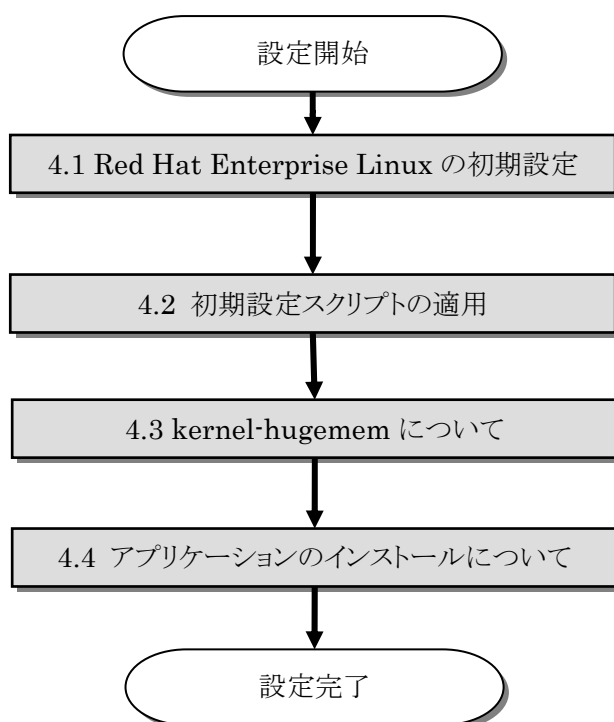 設定開始
4.1 Red Hat Enterprise Linux の初期設定
4.2 初期設定スクリプトの適用
4.3 kernel-hugemem について
4.4 アプリケーションのインストールについて
設定完了